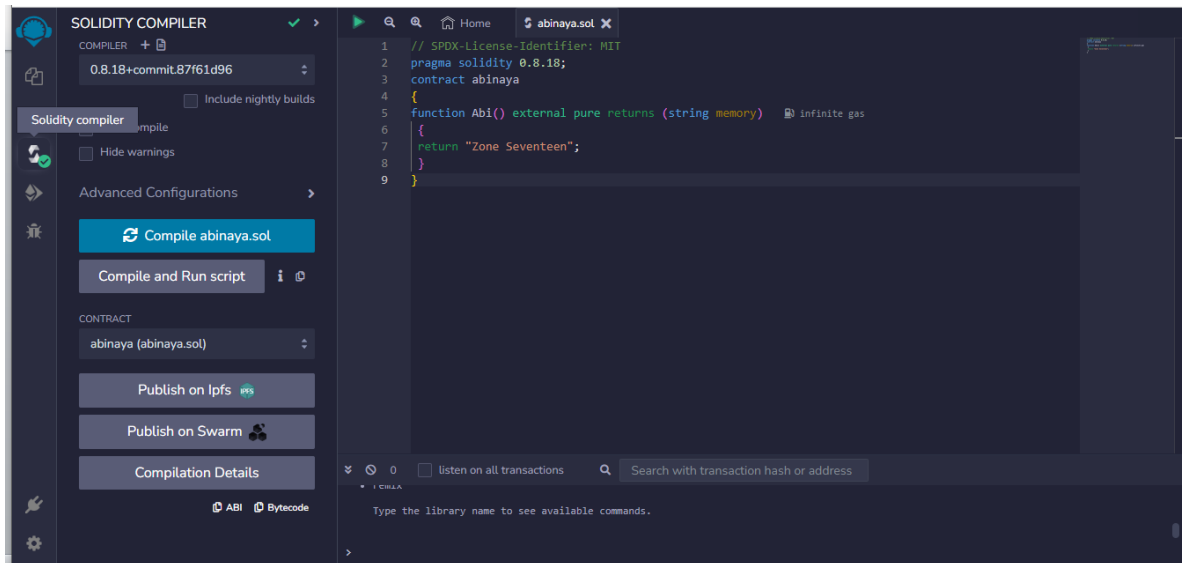 SOLIDITY COMPILER
COMPILER
0.8.18+commit.87f61d96
Include nightly builds
Solidity compiler
Hide warnings
Advanced Configurations
Compile abinaya.sol
Compile and Run script
CONTRACT
abinaya (abinaya.sol)
Publish on Ipfs
IPFS
Publish on Swarm
Compilation Details
ABI Bytecode
Home abinaya.sol
1 // SPDX-License-Identifier: MIT
2 pragma solidity 0.8.18;
3 contract abinaya
4 {
5 function Abi() external pure returns (string memory) infinite gas
6 {
7 return "Zone Seventeen";
8 }
9 }
0 listen on all transactions Search with transaction hash or address
remix
Type the library name to see available commands.
>